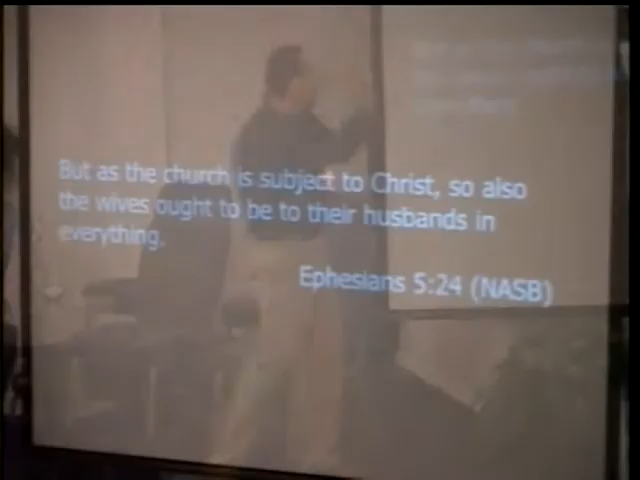 But as the church is subject to Christ, so also
the wives ought to be to their husbands in
everything.
Ephesians 5:24 (NASB)